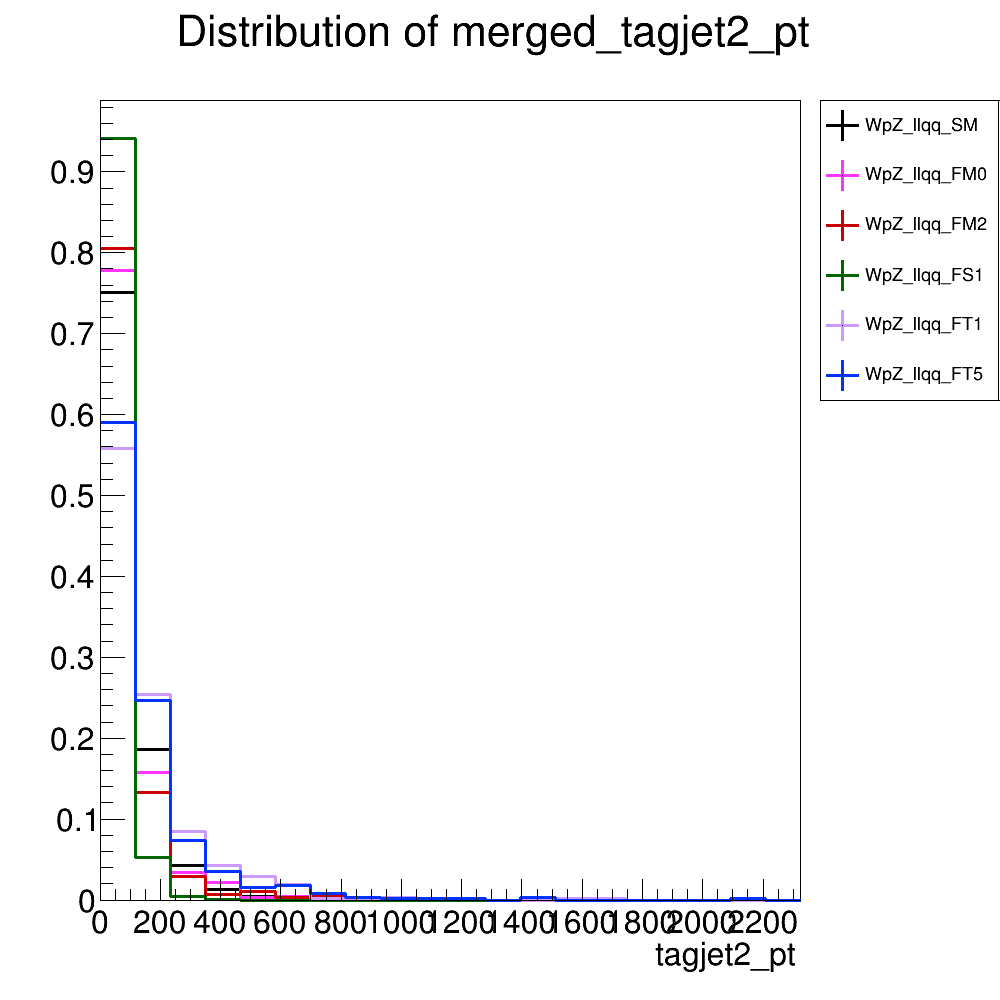 Distribution of merged_tagjet2_pt
WpZ_llqq_SM
WpZ_llqq_FM0
WpZ_llqq_FM2
WpZ_llqq_FS1
WpZ_llqq_FT1
WpZ_llqq_FT5
0.9
0.8
0.7
0.6
0.5
0.4
0.3
0.2
0.1
0
0 200 400 600 800 1000 1200 1400 1600 1800 2000 2200
tagjet2_pt